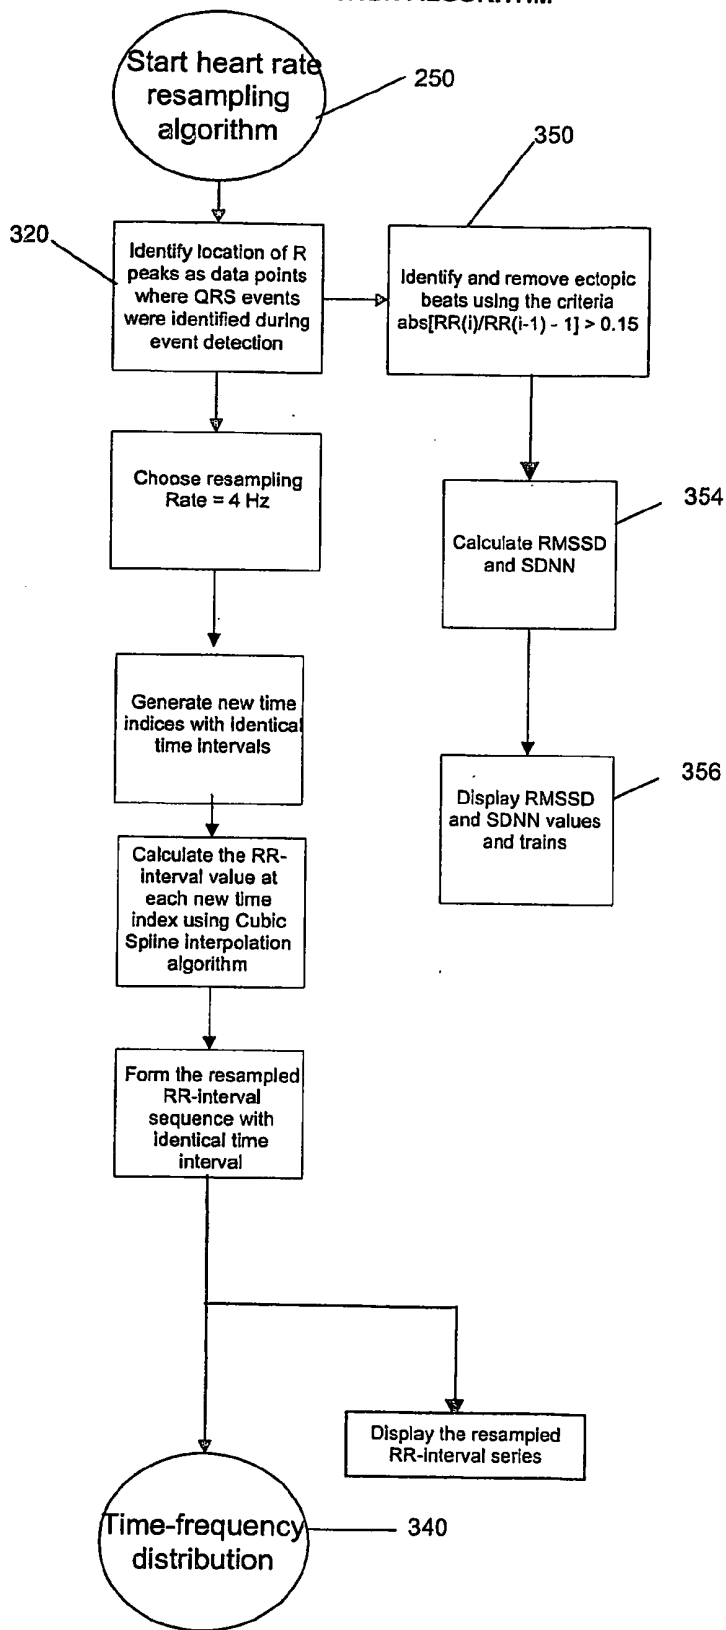 ALGORITHM
Start heart rate
resampling
algorithm
250
350
320
Identify location of R
peaks as data points
where QRS events
were identified during
event detection
Identify and remove ectopic
beats using the criteria
abs[RR(i)/RR(i-1) - 1] > 0.15
Choose resampling
Rate = 4 Hz
354
Calculate RMSSD
and SDNN
Generate new time
indices with identical
time intervals
356
Display RMSSD
and SDNN values
and trains
Calculate the RR-
interval value at
each new time
index using Cubic
Spline interpolation
algorithm
Form the resampled
RR-interval
sequence with
identical time
interval
Display the resampled
RR-interval series
Time-frequency
distribution
340